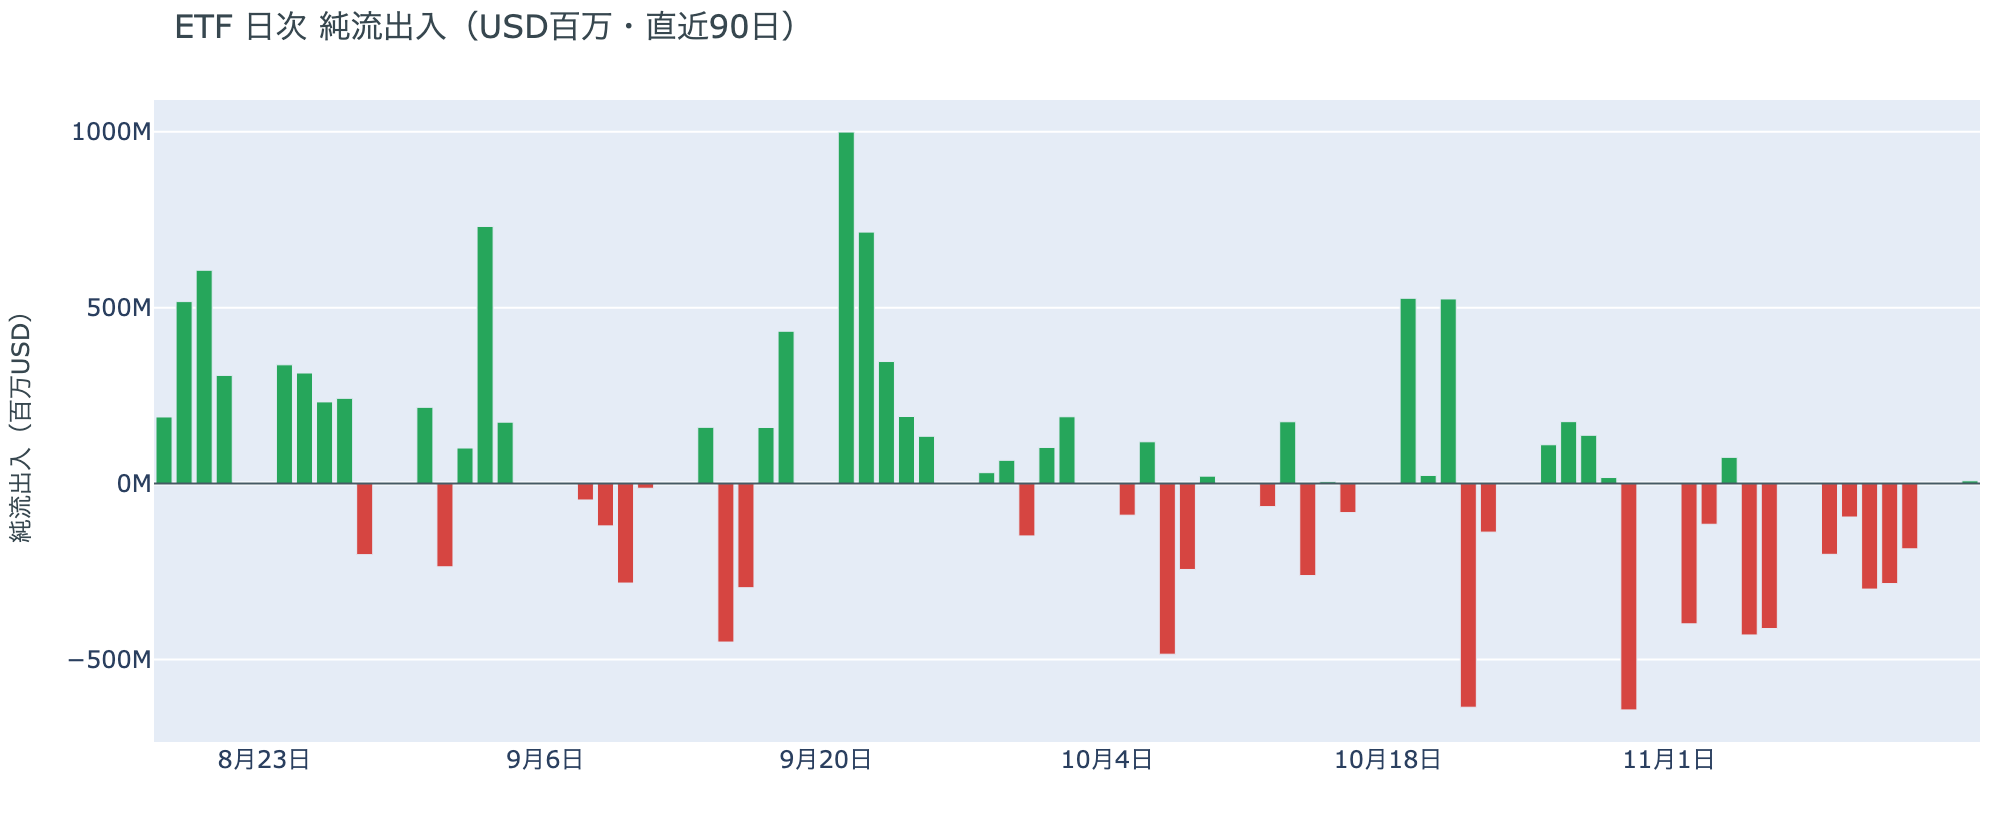 ETF 日次 純流出入（USD百万・直近90日）
純流出入（百万USD）
1000M
500M
0M
−500M
8月23日 9月6日 9月20日 10月4日 10月18日 11月1日